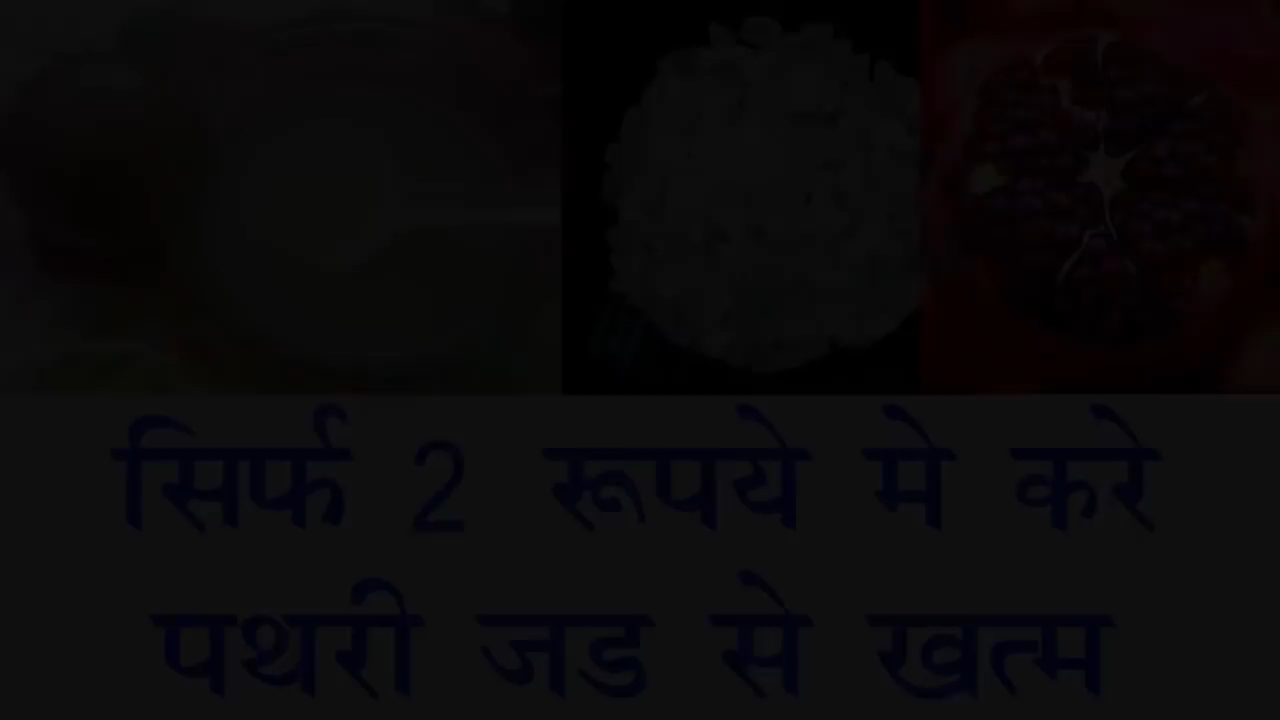 सिर्फ 2 रूपये मे करे
पथरी जड से खत्म